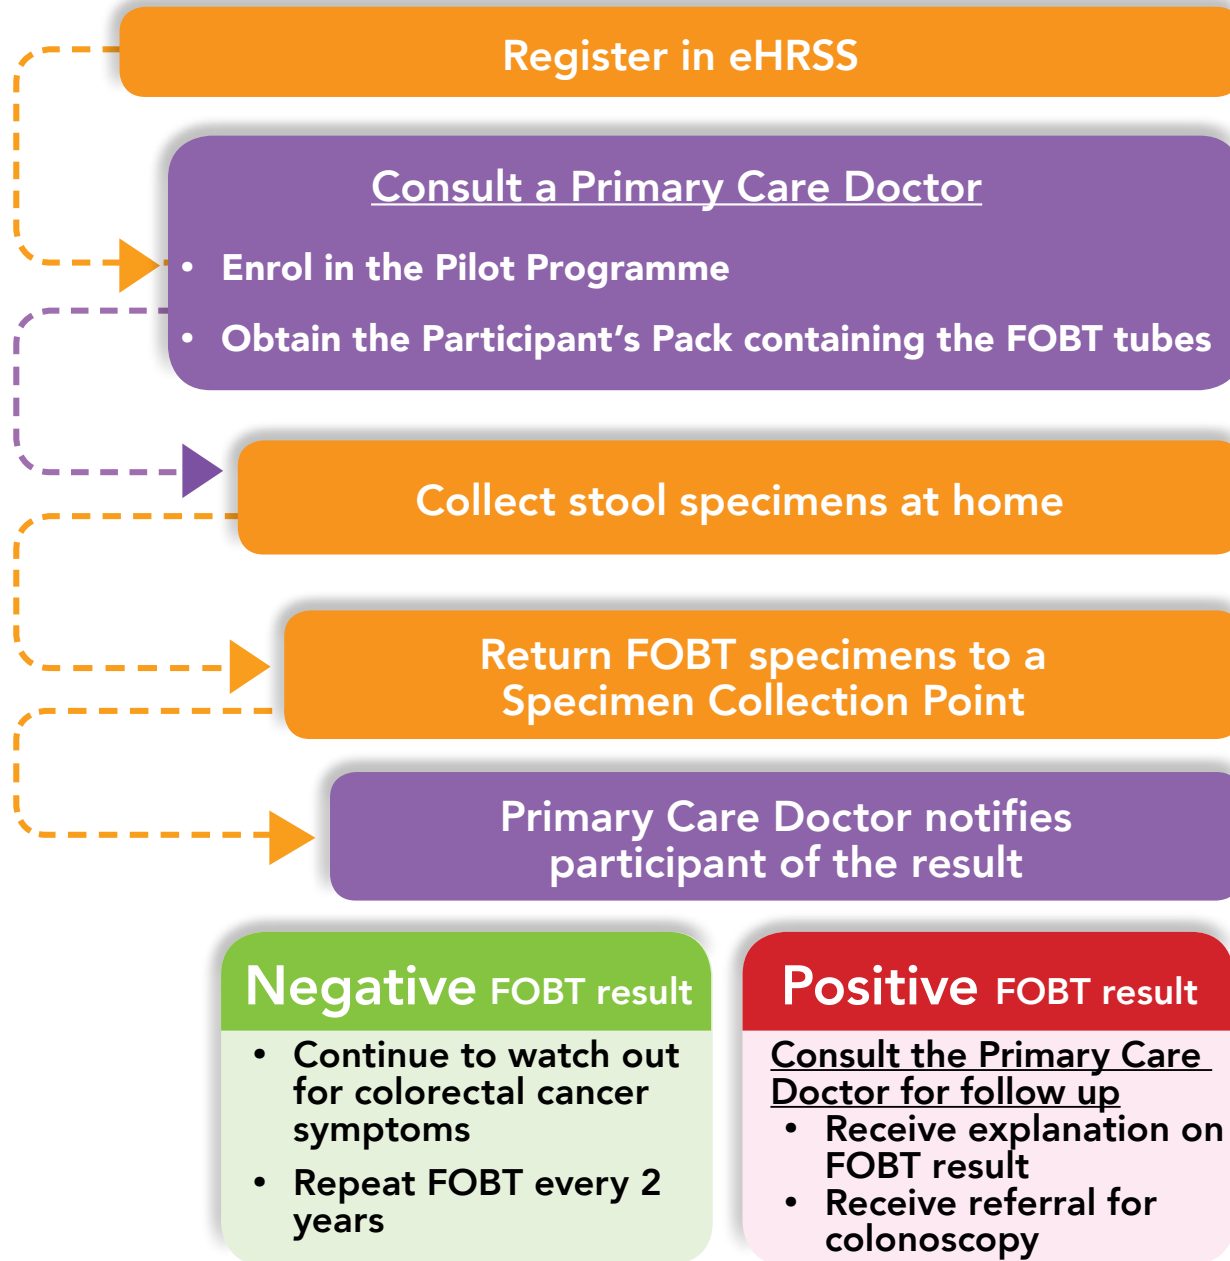 Register in eHRSS
Consult a Primary Care Doctor
• Enrol in the Pilot Programme
• Obtain the Participant’s Pack containing the FOBT tubes
Collect stool specimens at home
Return FOBT specimens to a
Specimen Collection Point
Primary Care Doctor notifies
participant of the result
Negative FOBT result
• Continue to watch out
for colorectal cancer
symptoms
• Repeat FOBT every 2
years
Positive FOBT result
Consult the Primary Care
Doctor for follow up
• Receive explanation on
FOBT result
• Receive referral for
colonoscopy